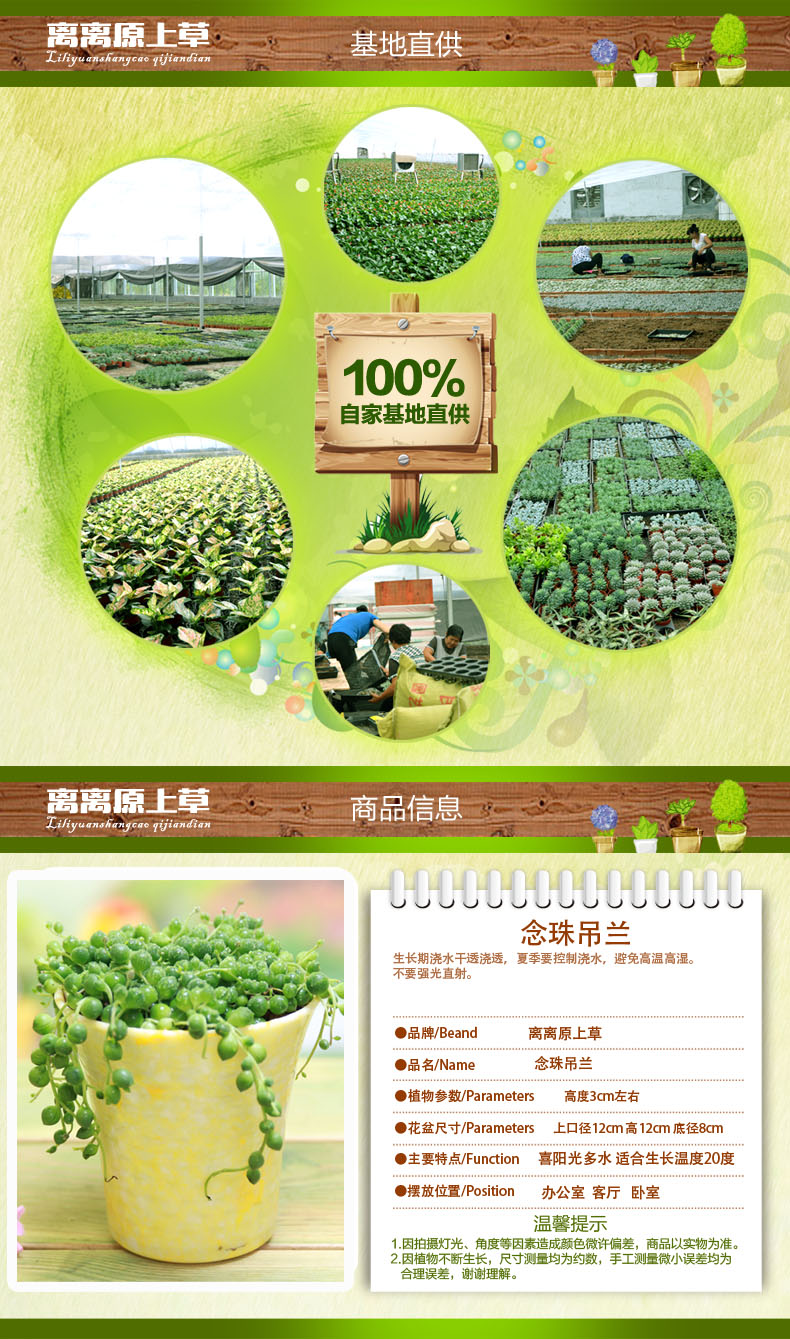 离离原上草
Liliyuanshangcao qijiandian
基地直供
100%
自家基地直供
离离原上草
Liliyuanshangcao qijiandian
商品信息
念珠吊兰
生长期浇水干透浇透，夏季要控制浇水，避免高温高湿。
不要强光直射。
●品牌/Beand 离离原上草
●品名/Name 念珠吊兰
●植物参数/Parameters 高度3cm左右
●花盆尺寸/Parameters 上口径12cm 高12cm 底径8cm
●主要特点/Function 喜阳光多水 适合生长温度20度
●摆放位置/Position 办公室 客厅 卧室
温馨提示
1.因拍摄灯光、角度等因素造成颜色微许偏差，商品以实物为准。
2.因植物不断生长，尺寸测量均为约数，手工测量微小误差均为
合理误差，谢谢理解。